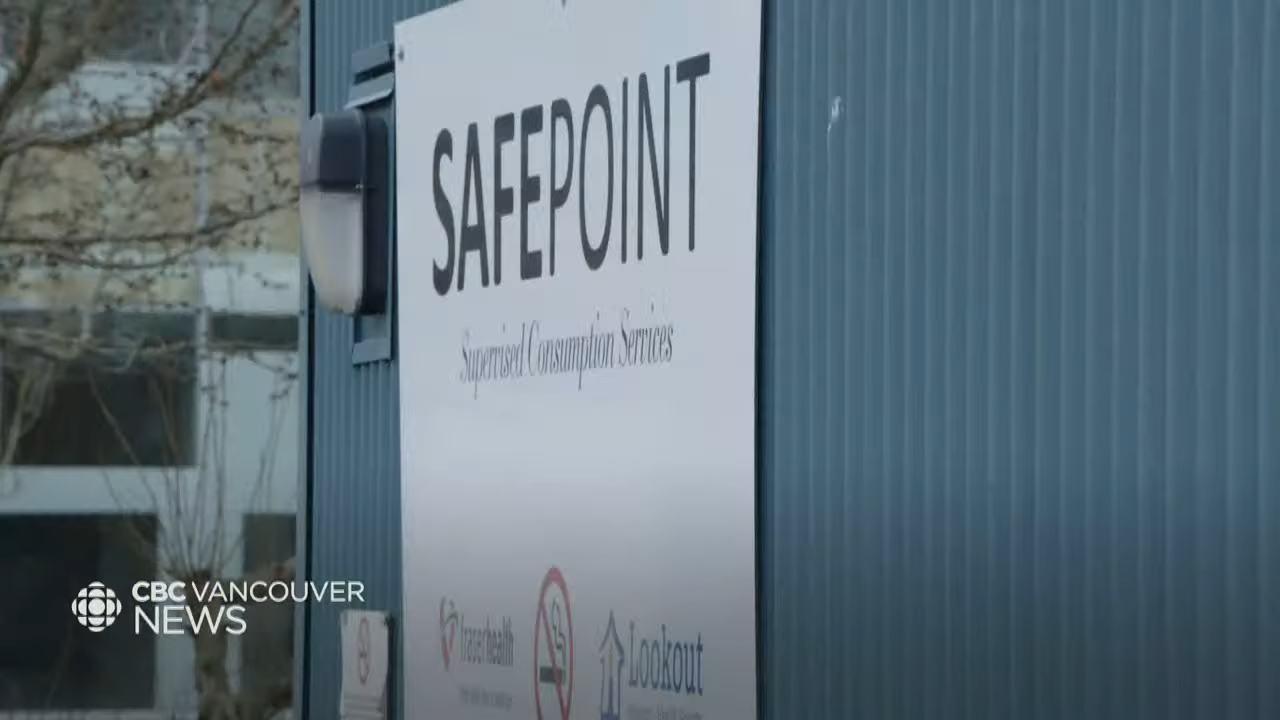 SAFEPOINT
Supervised Consumption Services
fraserhealth
Lookout
CBC VANCOUVER
NEWS